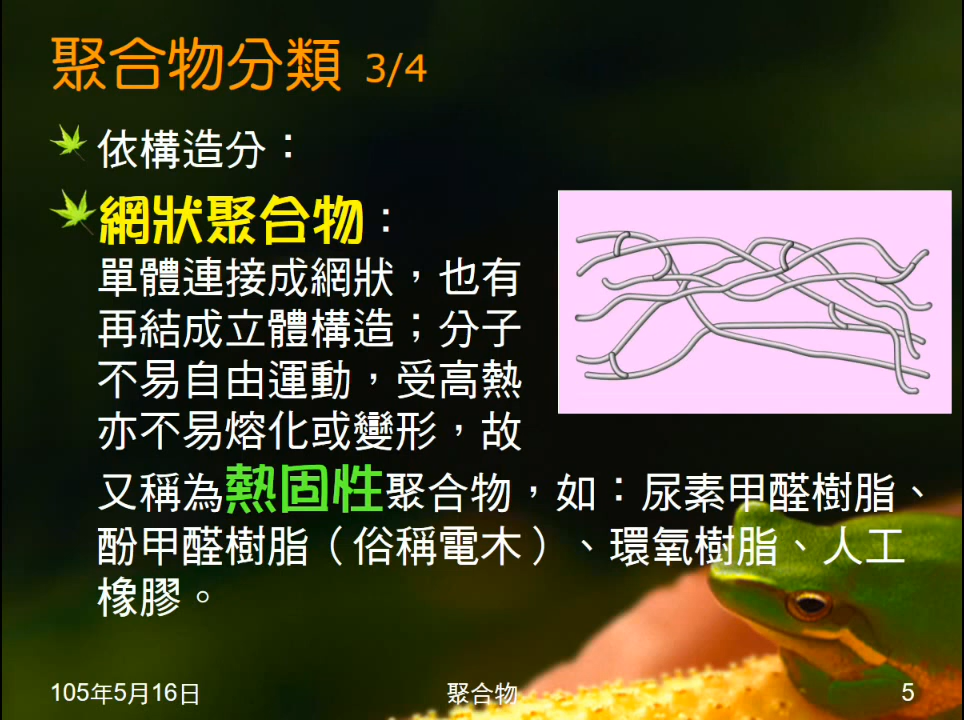 聚合物分類 3/4
依構造分：
網狀聚合物：
單體連接成網狀，也有
再結成立體構造；分子
不易自由運動，受高熱
亦不易熔化或變形，故
又稱為熱固性聚合物，如：尿素甲醛樹脂、
酚甲醛樹脂（俗稱電木）、環氧樹脂、人工
橡膠。
105年5月16日
聚合物
5